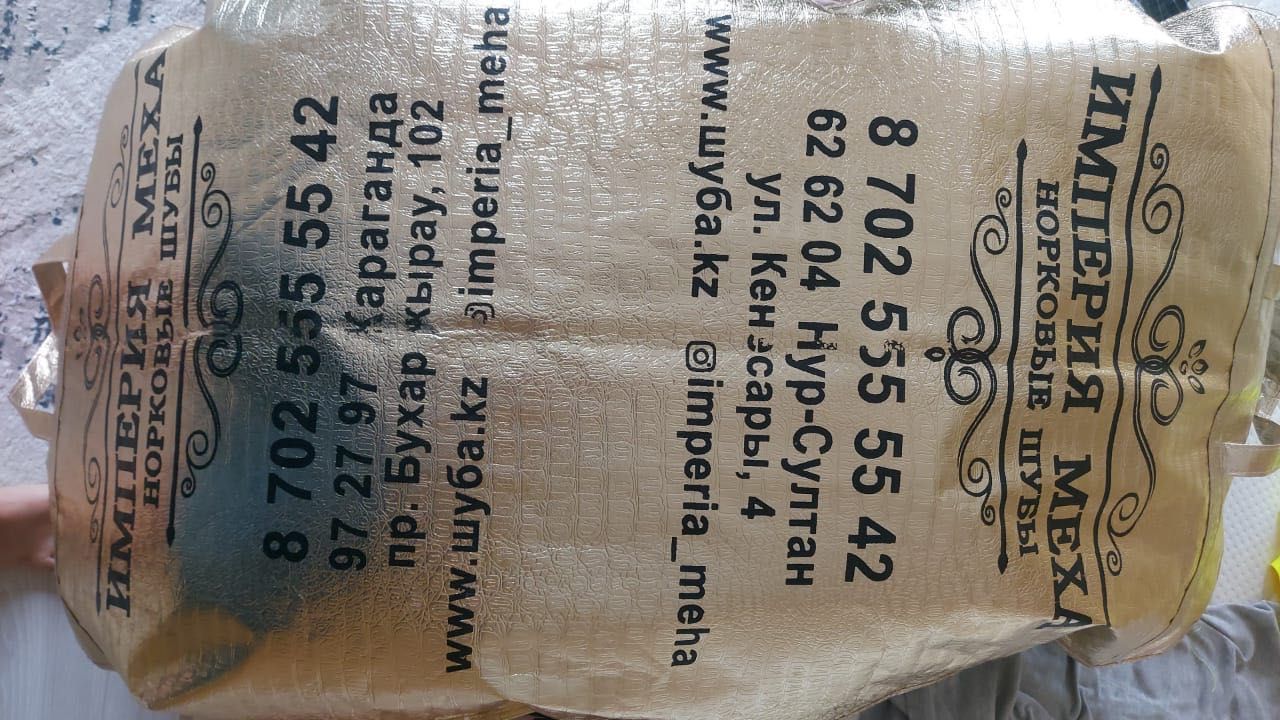 ИМПЕРИЯ МЕХА
НОРКОВЫЕ ШУБЫ
8 702 555 55 42
97 27 97 Караганда
пр. Бухар жырау, 102
www.шуба.kz @imperia_meha
ИМПЕРИЯ МЕХА
НОРКОВЫЕ ШУБЫ
8 702 555 55 42
62 62 04 Нур-Султан
ул. Кенесары, 4
www.шуба.kz imperia_meha